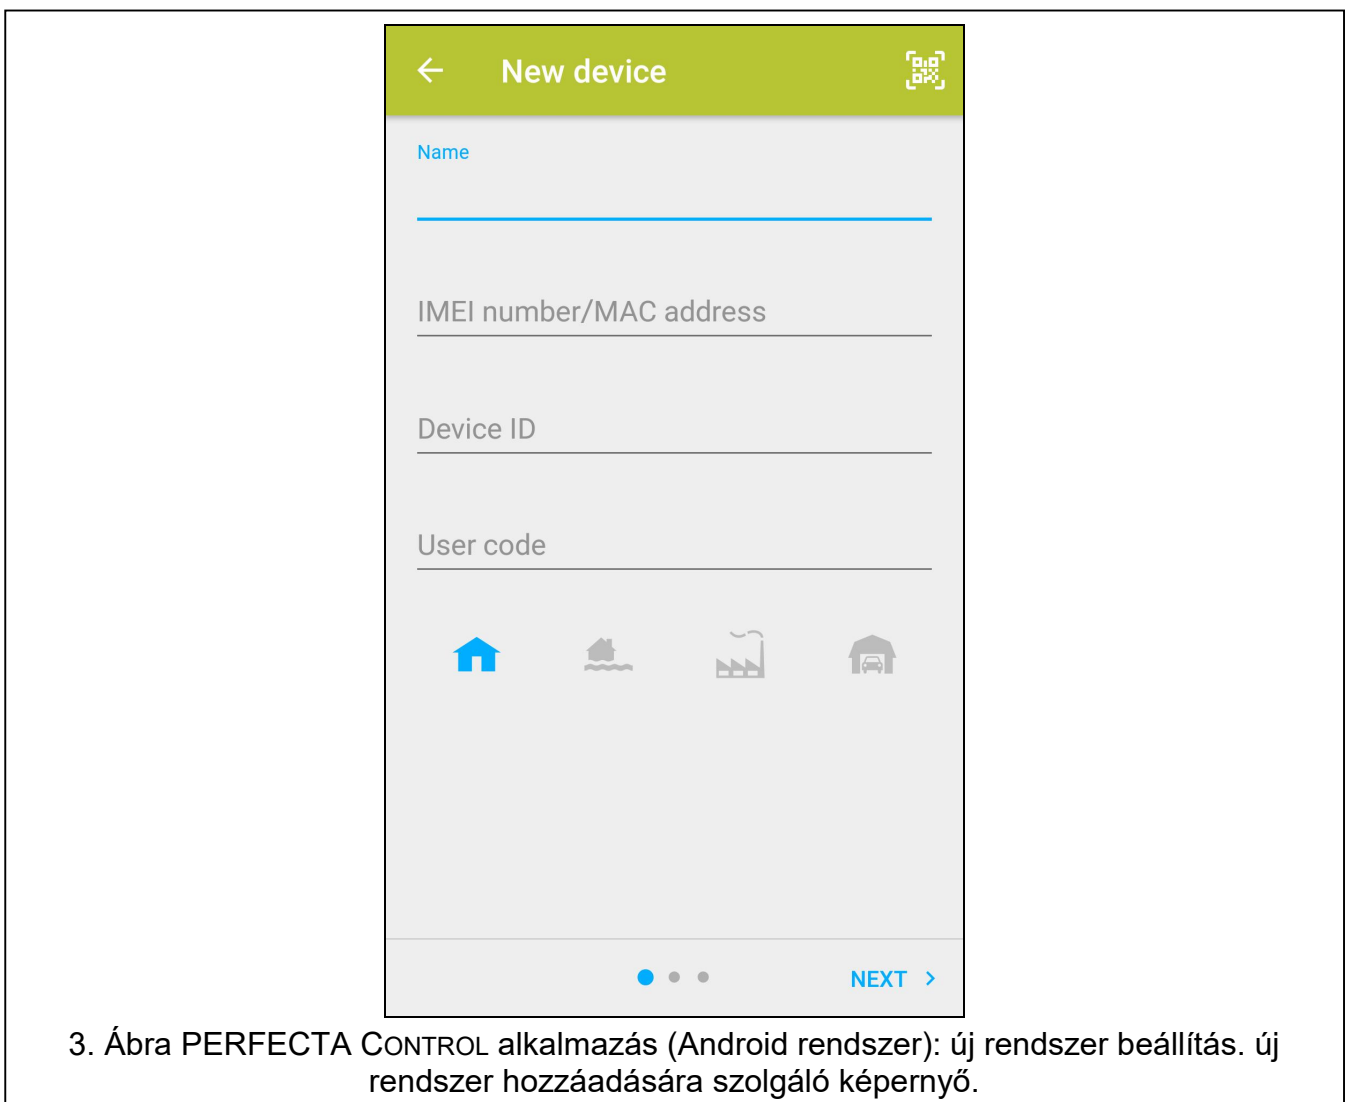 New device
Name
IMEI number/MAC address
Device ID
User code
NEXT
3. Ábra PERFECTA CONTROL alkalmazás (Android rendszer): új rendszer beállítás. új
rendszer hozzáadására szolgáló képernyő.